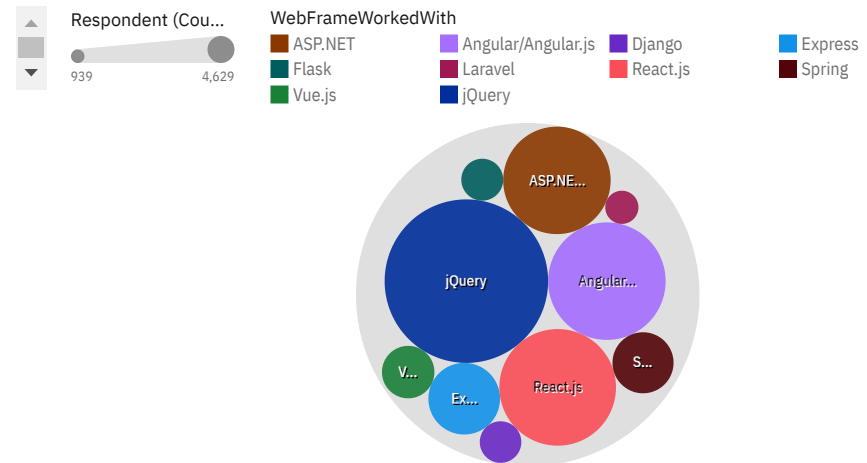 Respondent (Cou...
939 4,629
WebFrameWorkedWith
ASP.NET Angular/Angular.js Django Express
Flask Laravel React.js Spring
Vue.js jQuery
ASP.NE...
jQuery
Angular...
S...
V...
React.js
Ex...